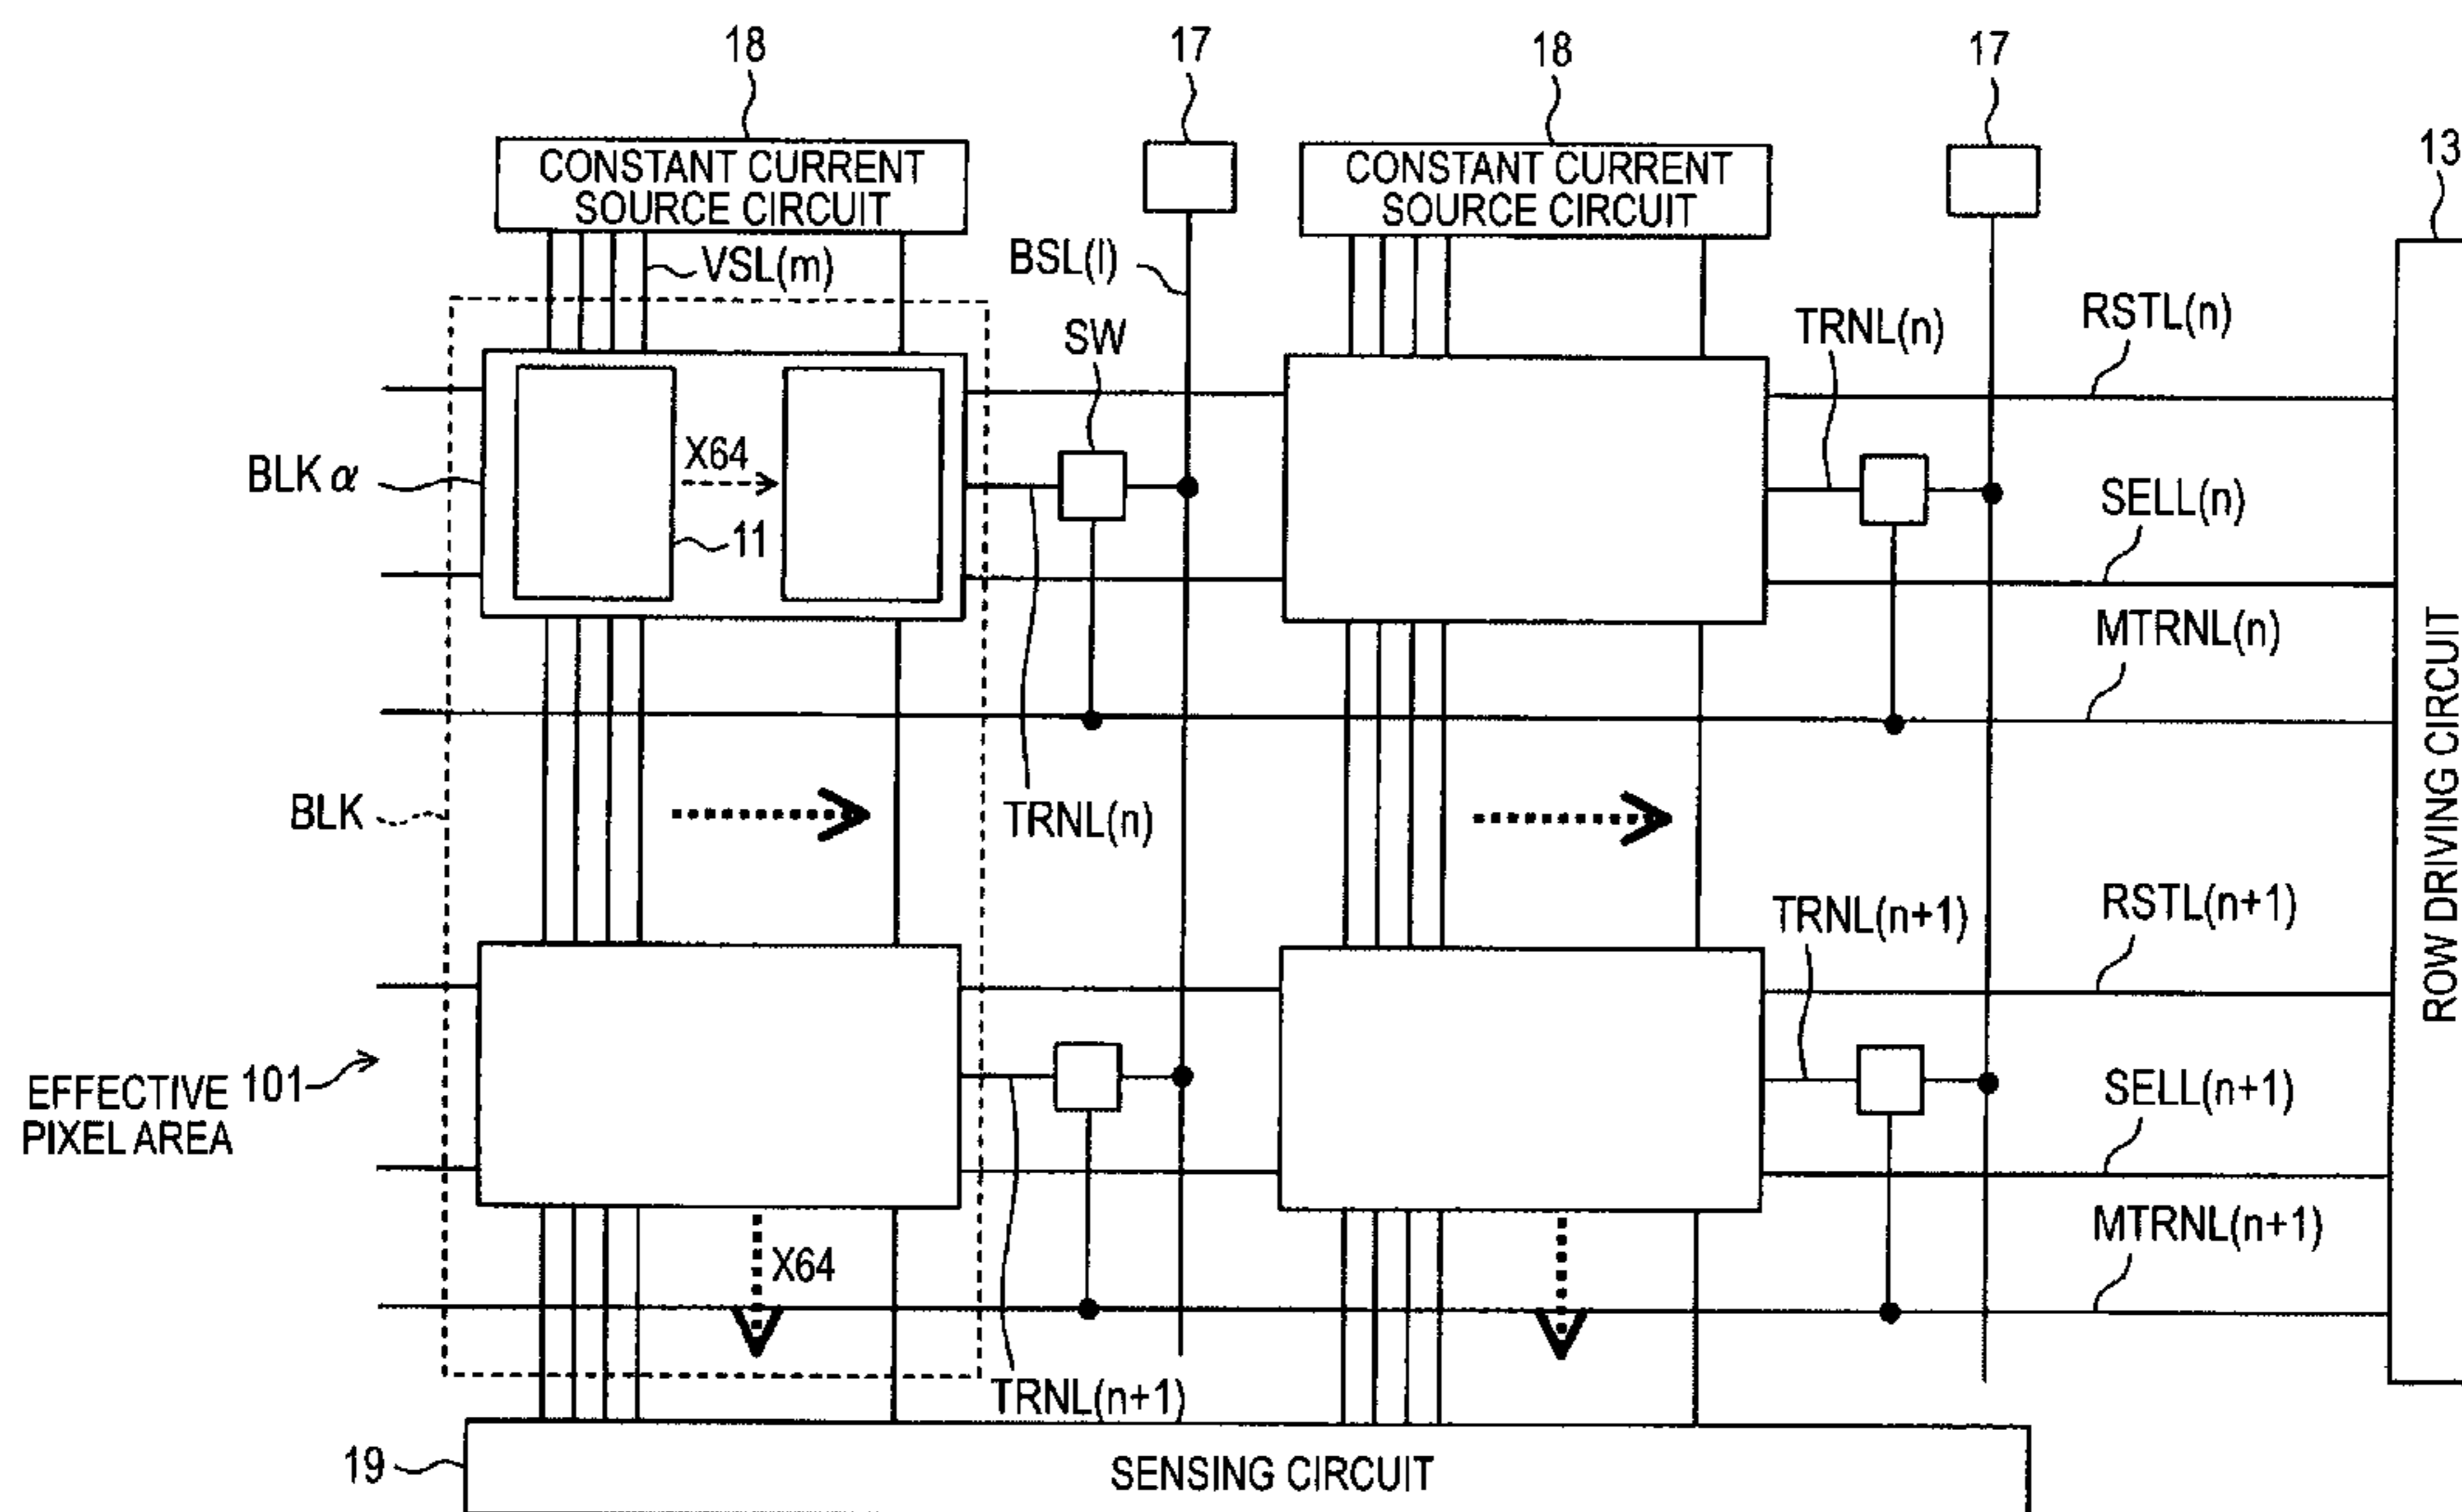 18
17
18
17
13
CONSTANT CURRENT
SOURCE CIRCUIT
CONSTANT CURRENT
SOURCE CIRCUIT
VSL(m)
BSL(l)
SW
TRNL(n)
RSTL(n)
BLK α
X64
11
SELL(n)
MTRNL(n)
ROW DRIVING CIRCUIT
BLK
TRNL(n)
TRNL(n+1)
RSTL(n+1)
EFFECTIVE
PIXEL AREA
101
SELL(n+1)
X64
MTRNL(n+1)
TRNL(n+1)
19
SENSING CIRCUIT